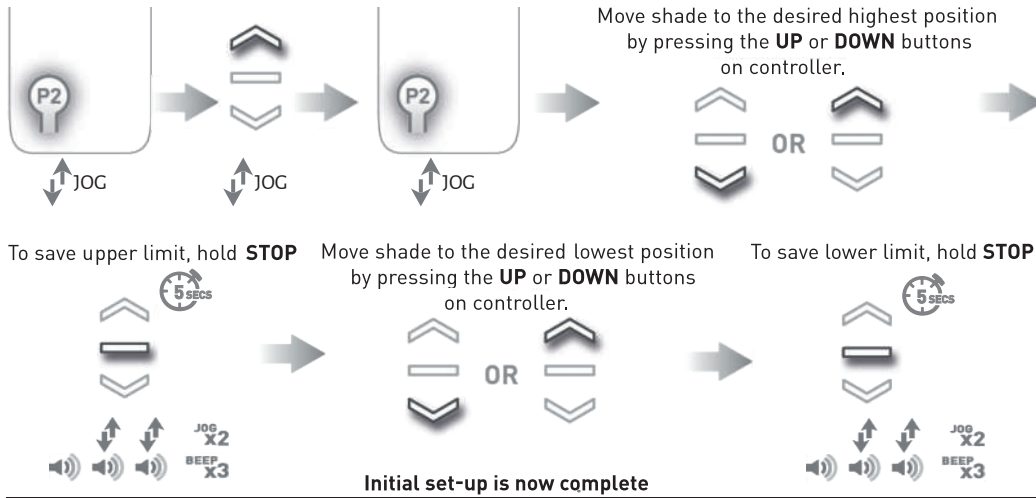 Move shade to the desired highest position
by pressing the UP or DOWN buttons
on controller.
P2
P2
OR
JOG
JOG
JOG
To save upper limit, hold STOP
5 SECS
JOG
x2
BEEP
x3
Move shade to the desired lowest position
by pressing the UP or DOWN buttons
on controller.
OR
To save lower limit, hold STOP
5 SECS
JOG
x2
BEEP
x3
Initial set-up is now complete